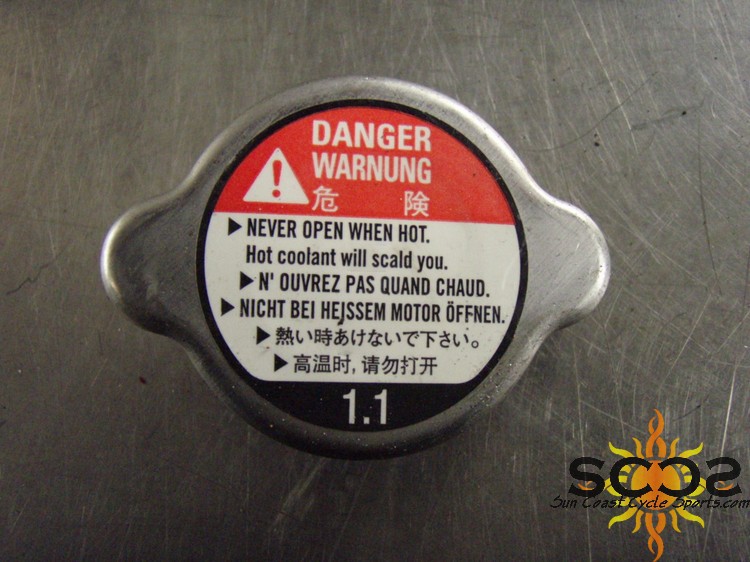 DANGER
WARNUNG
危 険
▶ NEVER OPEN WHEN HOT.
Hot coolant will scald you.
▶ N' OUVREZ PAS QUAND CHAUD.
▶ NICHT BEI HEISSEM MOTOR ÖFFNEN.
▶ 熱い時あけないで下さい。
▶ 高温时,请勿打开
1.1
SCCS
Sun Coast Cycle Sports.com